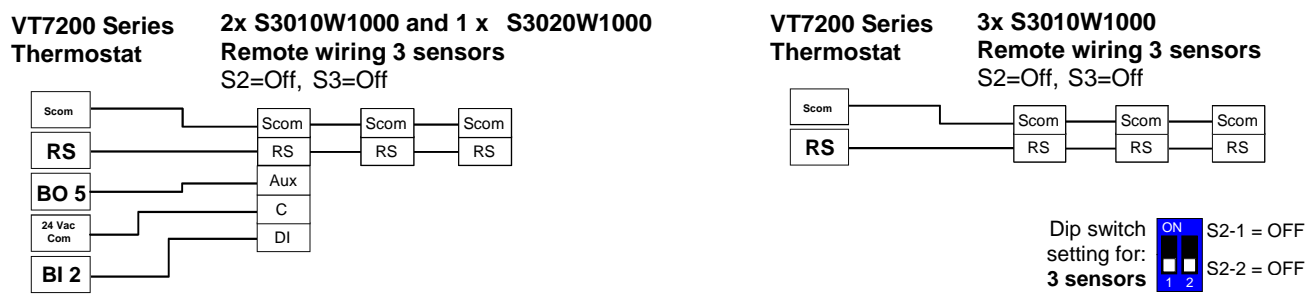 VT7200 Series
Thermostat
2x S3010W1000 and 1 x S3020W1000
Remote wiring 3 sensors
S2=Off, S3=Off
Scom
RS
BO 5
24 Vac
Com
BI 2
Scom Scom Scom
RS RS RS
Aux
C
DI
VT7200 Series
Thermostat
3x S3010W1000
Remote wiring 3 sensors
S2=Off, S3=Off
Scom
RS
Scom Scom Scom
RS RS RS
Dip switch
setting for:
3 sensors
ON
1 2
S2-1 = OFF
S2-2 = OFF